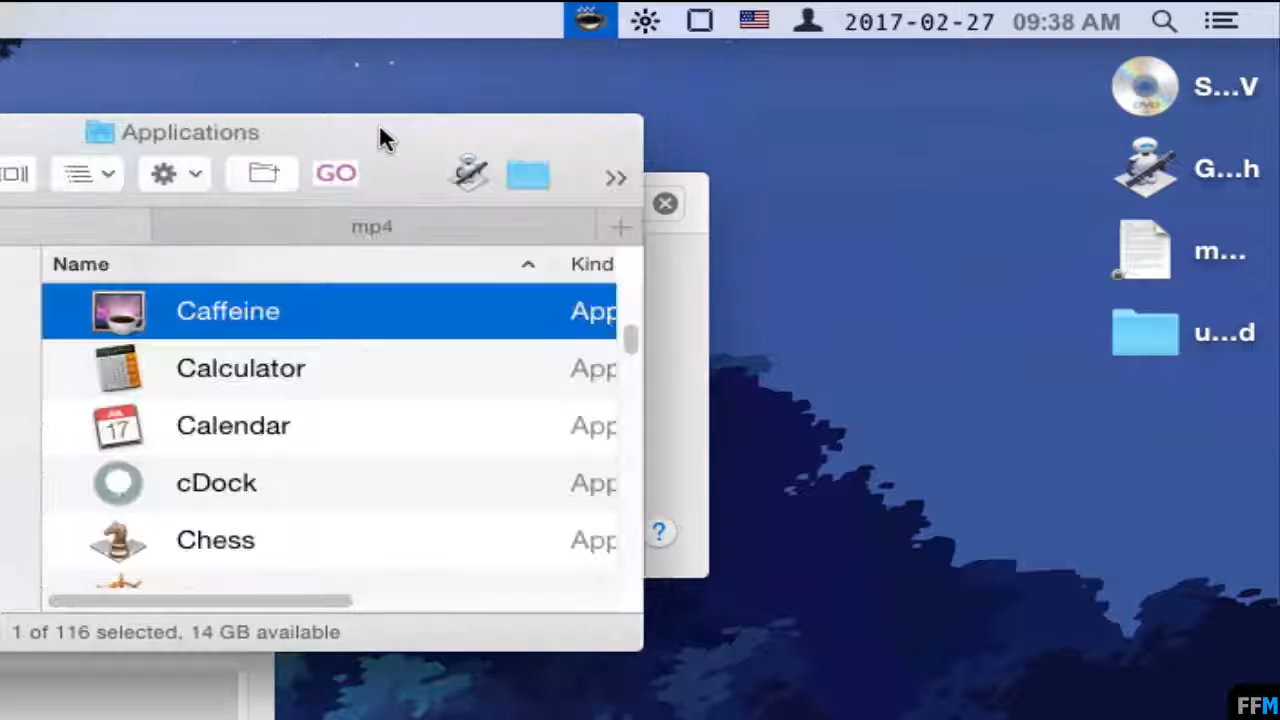 2017-02-27 09:38 AM
S...V
G...h
m...
u...d
Applications
GO
mp4
Name Kind
Caffeine App
Calculator App
Calendar App
cDock App
Chess App
1 of 116 selected, 14 GB available
?
FFM